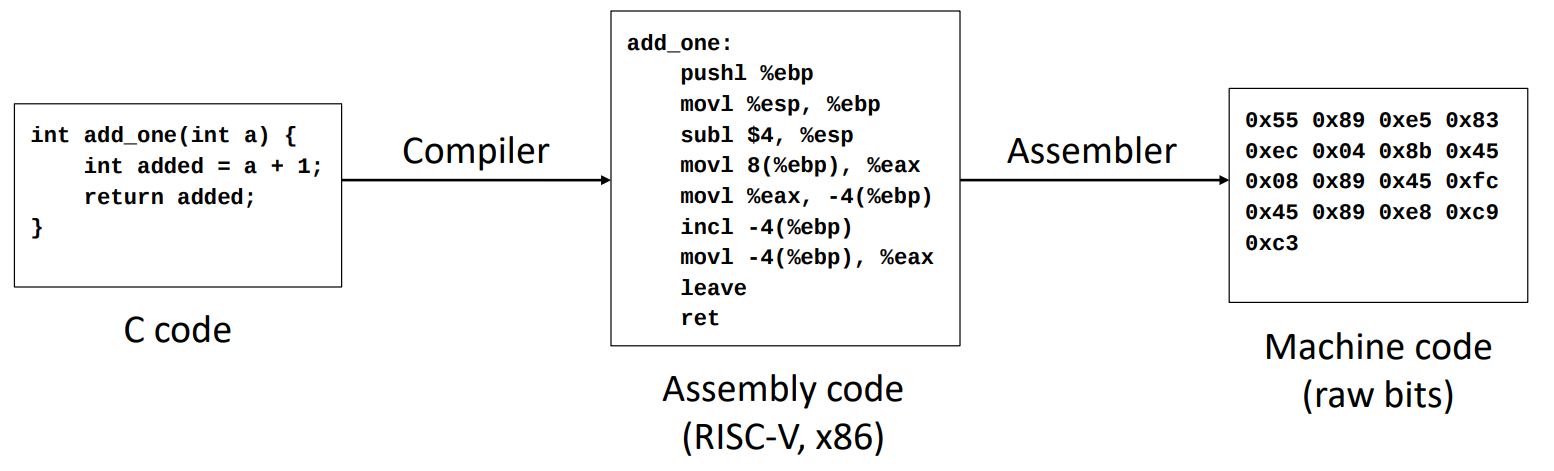 int add_one(int a) {
    int added = a + 1;
    return added;
}
C code
Compiler
add_one:
    pushl %ebp
    movl %esp, %ebp
    subl $4, %esp
    movl 8(%ebp), %eax
    movl %eax, -4(%ebp)
    incl -4(%ebp)
    movl -4(%ebp), %eax
    leave
    ret
Assembly code
(RISC-V, x86)
Assembler
0x55 0x89 0xe5 0x83
0xec 0x04 0x8b 0x45
0x08 0x89 0x45 0xfc
0x45 0x89 0xe8 0xc9
0xc3
Machine code
(raw bits)